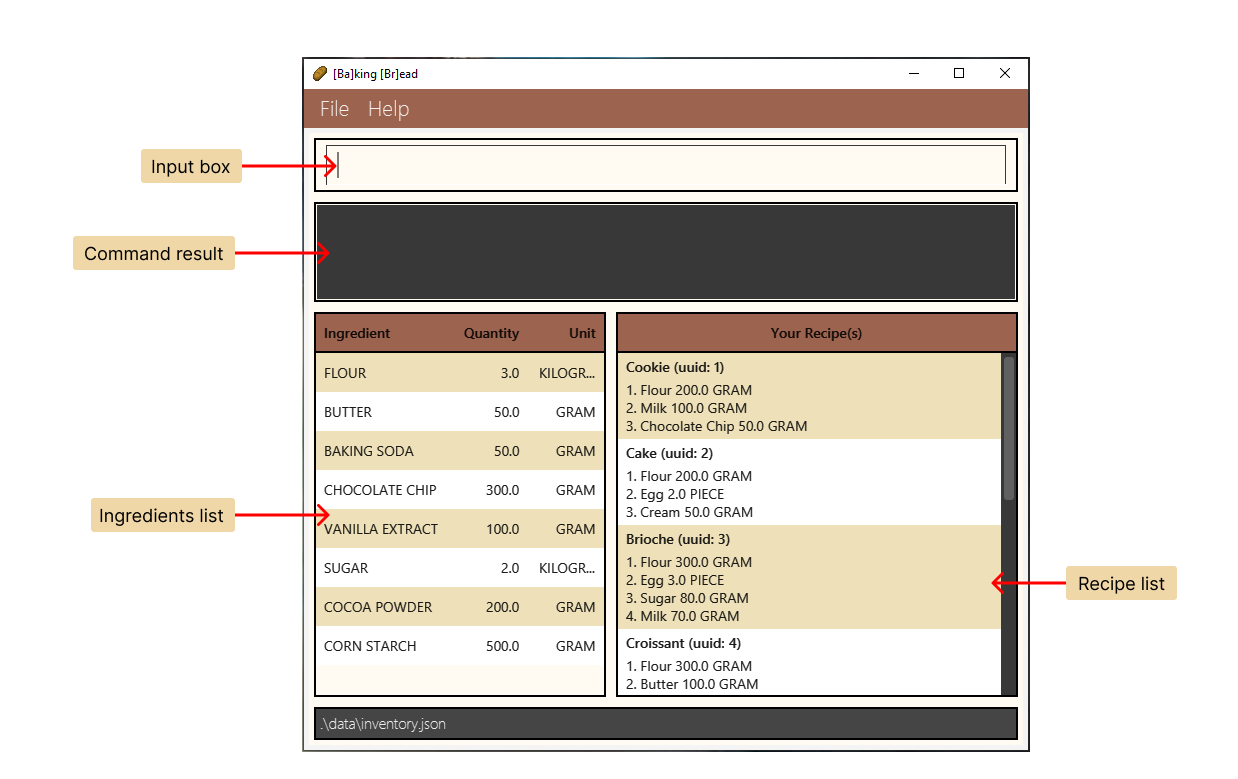 [Ba]king [Br]ead
File Help
Input box
Command result
Ingredient Quantity Unit
FLOUR 3.0 KILOGR...
BUTTER 50.0 GRAM
BAKING SODA 50.0 GRAM
CHOCOLATE CHIP 300.0 GRAM
VANILLA EXTRACT 100.0 GRAM
SUGAR 2.0 KILOGR...
COCOA POWDER 200.0 GRAM
CORN STARCH 500.0 GRAM
Ingredients list
Your Recipe(s)
Cookie (uuid: 1)
1. Flour 200.0 GRAM
2. Milk 100.0 GRAM
3. Chocolate Chip 50.0 GRAM
Cake (uuid: 2)
1. Flour 200.0 GRAM
2. Egg 2.0 PIECE
3. Cream 50.0 GRAM
Brioche (uuid: 3)
1. Flour 300.0 GRAM
2. Egg 3.0 PIECE
3. Sugar 80.0 GRAM
4. Milk 70.0 GRAM
Croissant (uuid: 4)
1. Flour 300.0 GRAM
2. Butter 100.0 GRAM
Recipe list
.\data\inventory.json